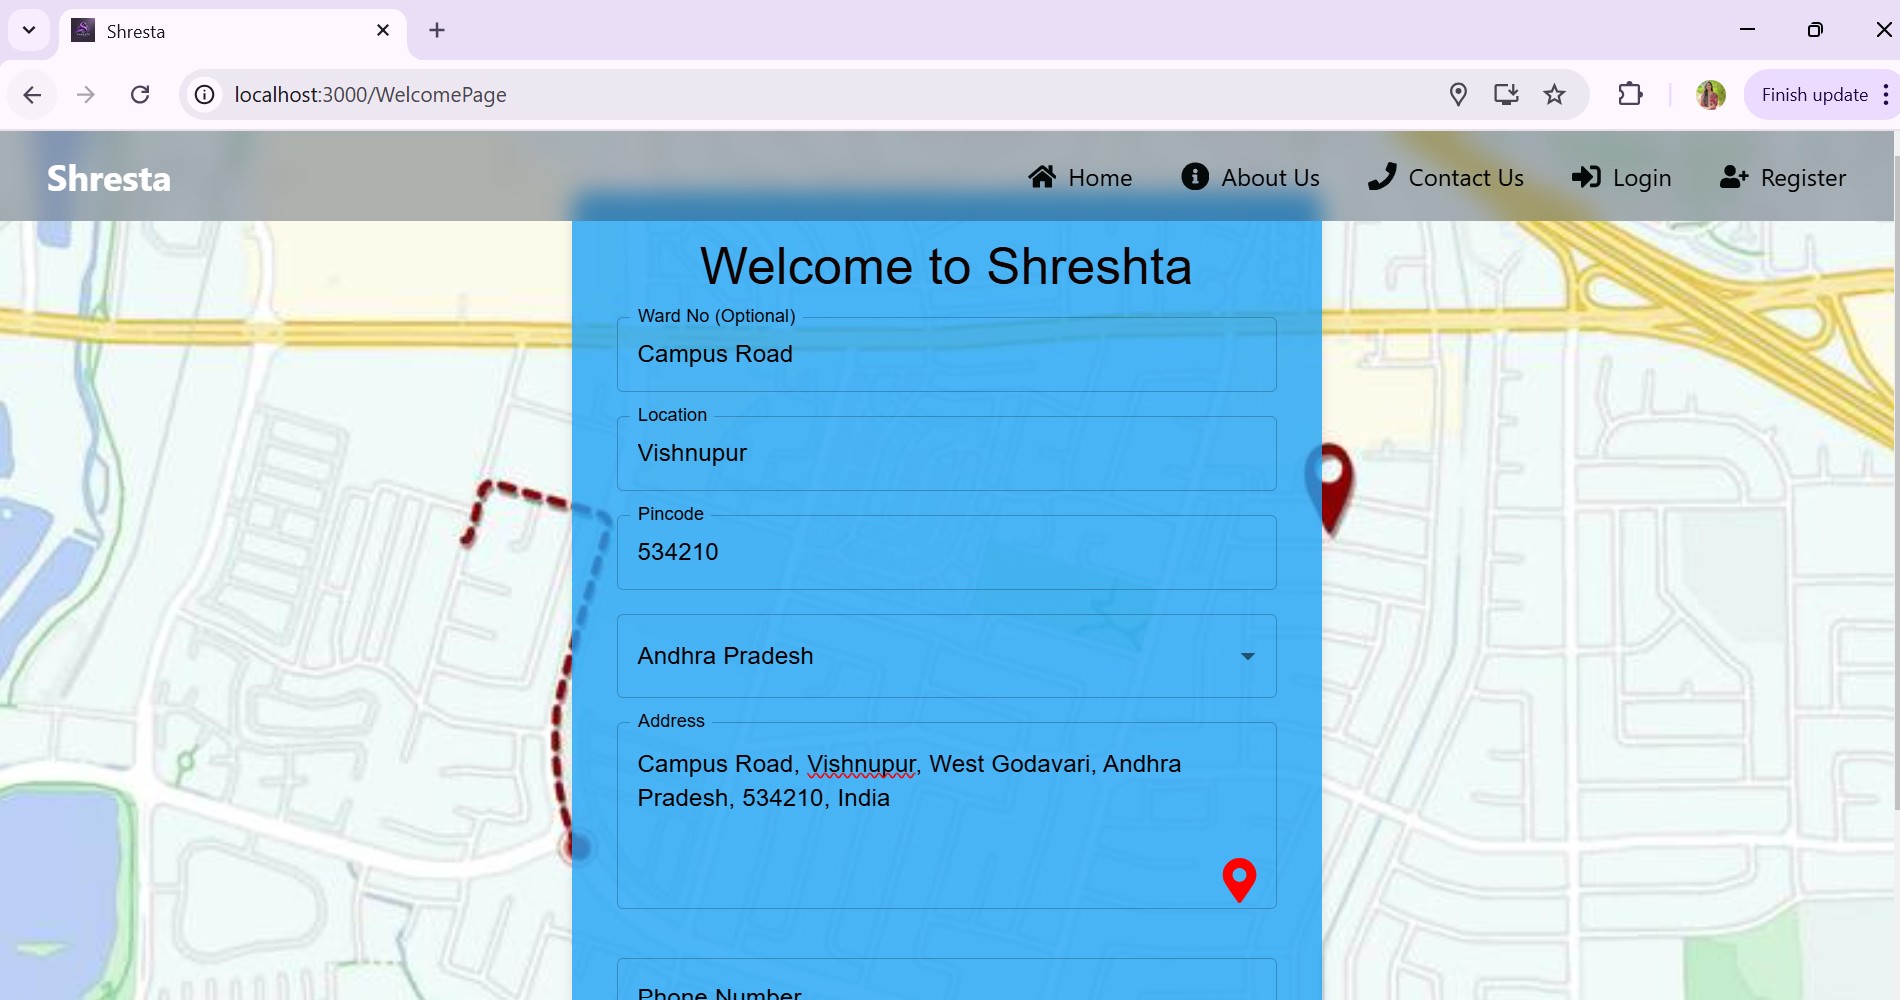 Shresta
localhost:3000/WelcomePage
Finish update
Shresta
Home
About Us
Contact Us
Login
Register
Welcome to Shreshta
Ward No (Optional)
Campus Road
Location
Vishnupur
Pincode
534210
Andhra Pradesh
Address
Campus Road, Vishnupur, West Godavari, Andhra
Pradesh, 534210, India
Phone Number